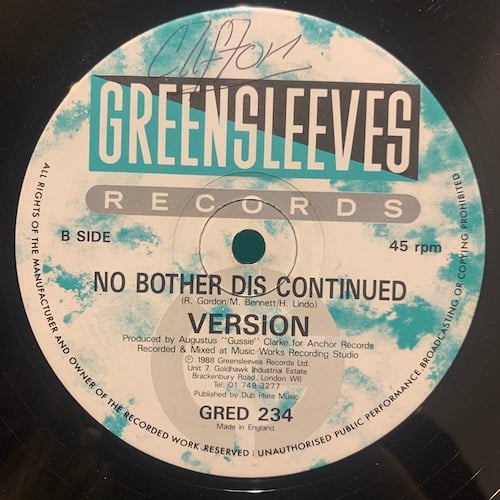 Clifton
GREENSLEEVES
RECORDS
B SIDE
45 rpm
NO BOTHER DIS CONTINUED
(R. Gordon/M. Bennett/H. Lindo)
VERSION
Produced by Augustus "Gussie" Clarke for Anchor Records
Recorded & Mixed at Music Works Recording Studio
℗ 1988 Greensleeves Records Ltd.
Unit 7, Goldhawk Industrial Estate
Brackenbury Road, London W6
Tel: 01 749 3277
Published by Dub Plate Music
GRED 234
Made in England
ALL RIGHTS OF THE MANUFACTURER AND OWNER OF THE RECORDED WORK RESERVED | UNAUTHORISED PUBLIC PERFORMANCE, BROADCASTING OR COPYING PROHIBITED